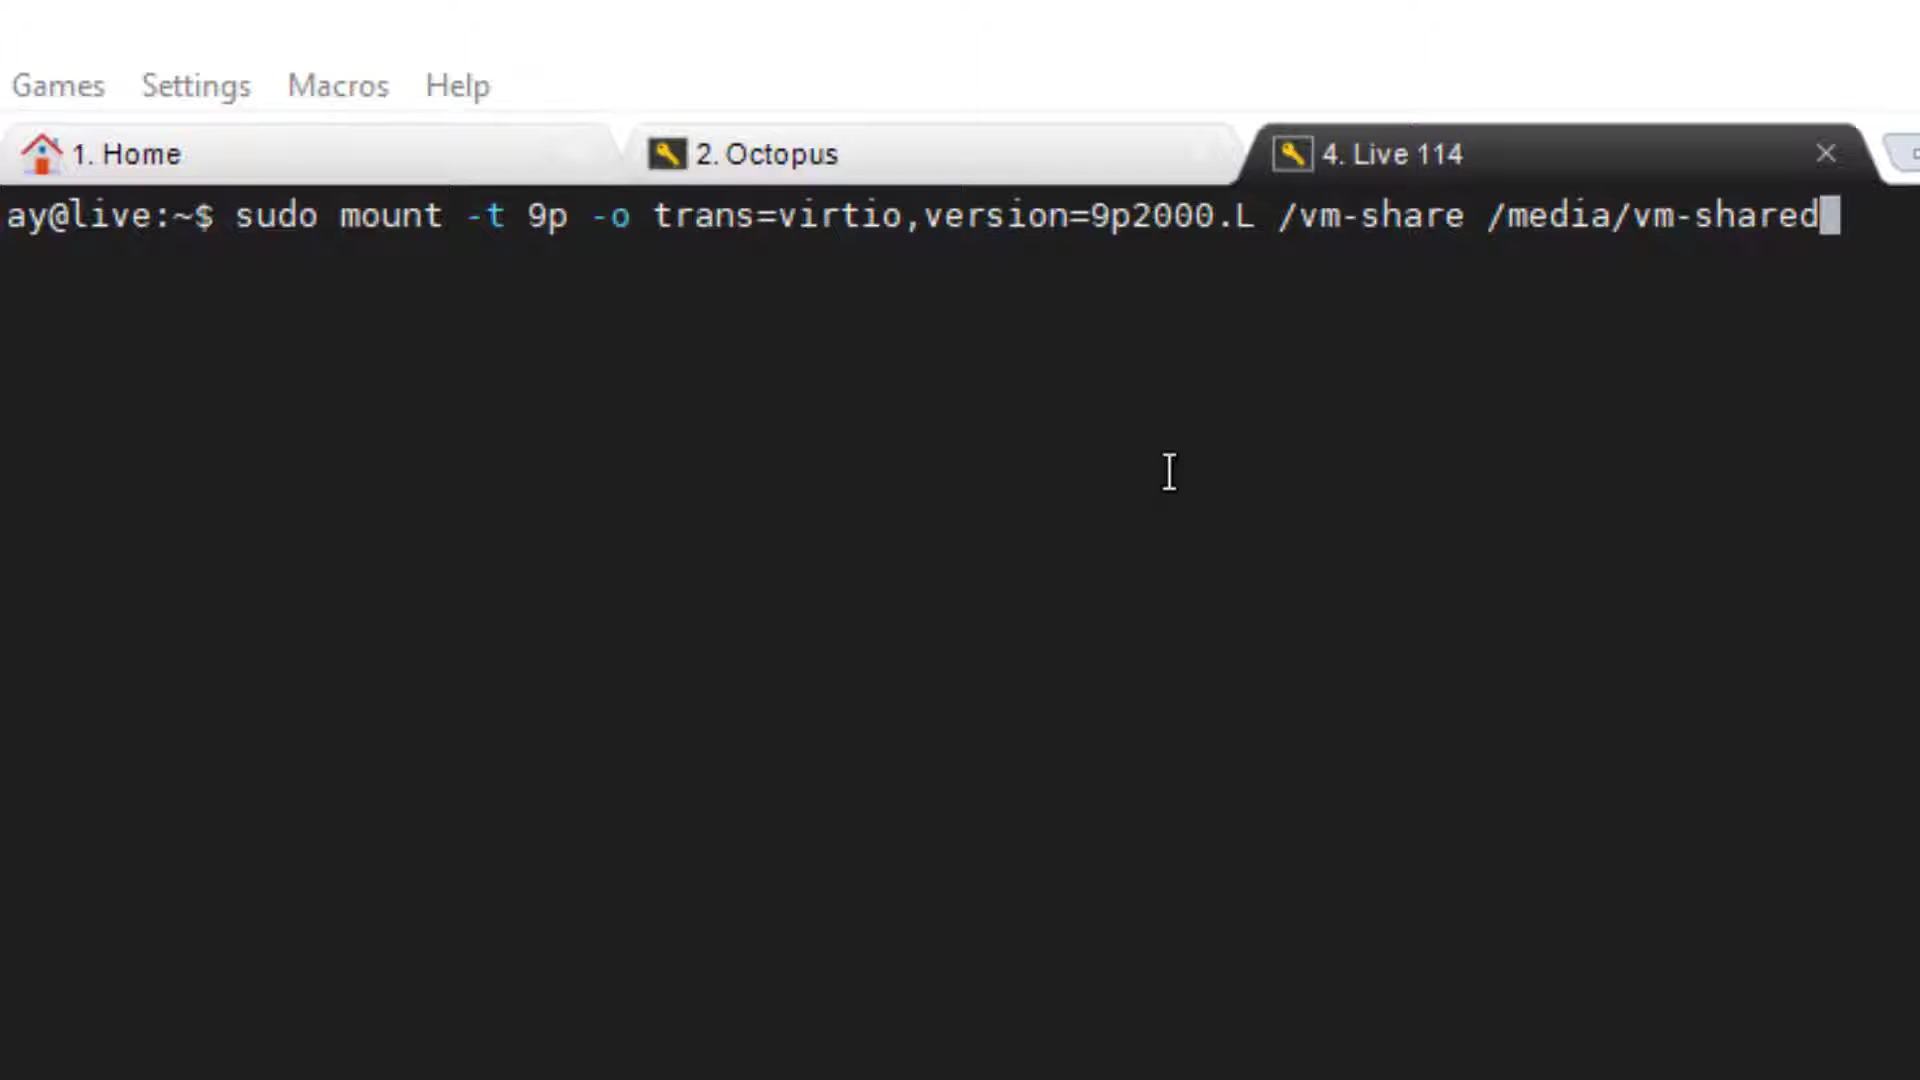 Games Settings Macros Help
1. Home 2. Octopus 4. Live 114
ay@live:~$ sudo mount -t 9p -o trans=virtio,version=9p2000.L /vm-share /media/vm-shared